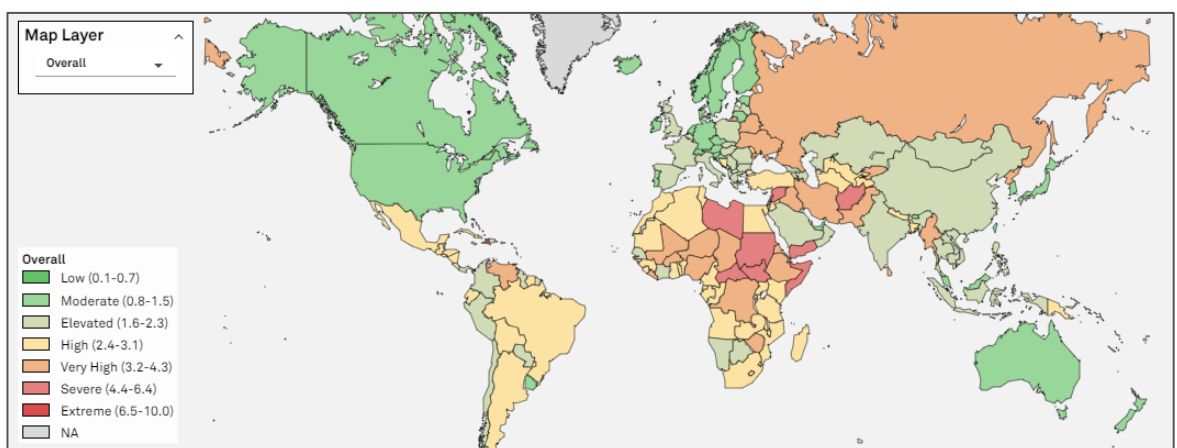 Map Layer
Overall
Overall
Low (0.1-0.7)
Moderate (0.8-1.5)
Elevated (1.6-2.3)
High (2.4-3.1)
Very High (3.2-4.3)
Severe (4.4-6.4)
Extreme (6.5-10.0)
NA